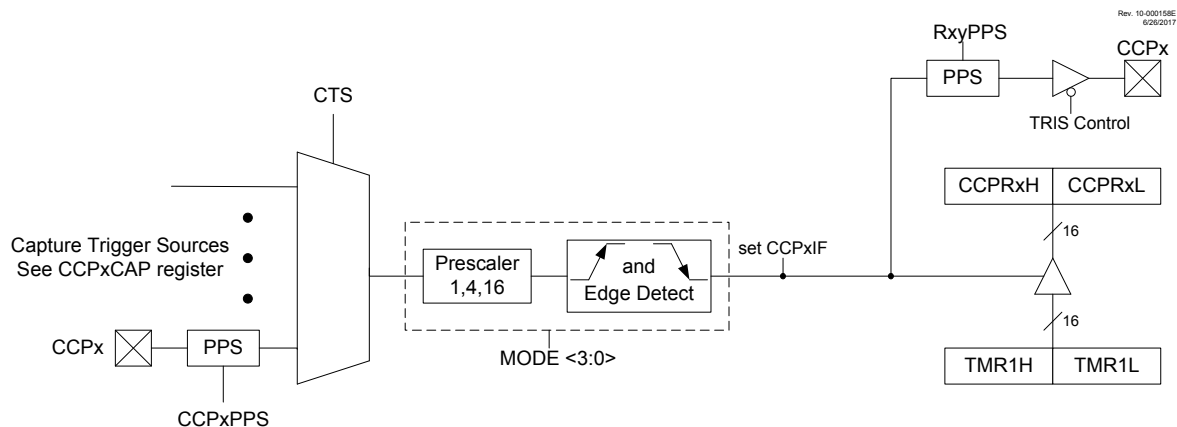 Rev. 10-000158E
6/26/2017
RxyPPS
CCPx
PPS
TRIS Control
CTS
CCPRxH
CCPRxL
16
Capture Trigger Sources
See CCPxCAP register
set CCPxIF
Prescaler
1,4,16
and
Edge Detect
16
CCPx
PPS
MODE <3:0>
TMR1H
TMR1L
CCPxPPS